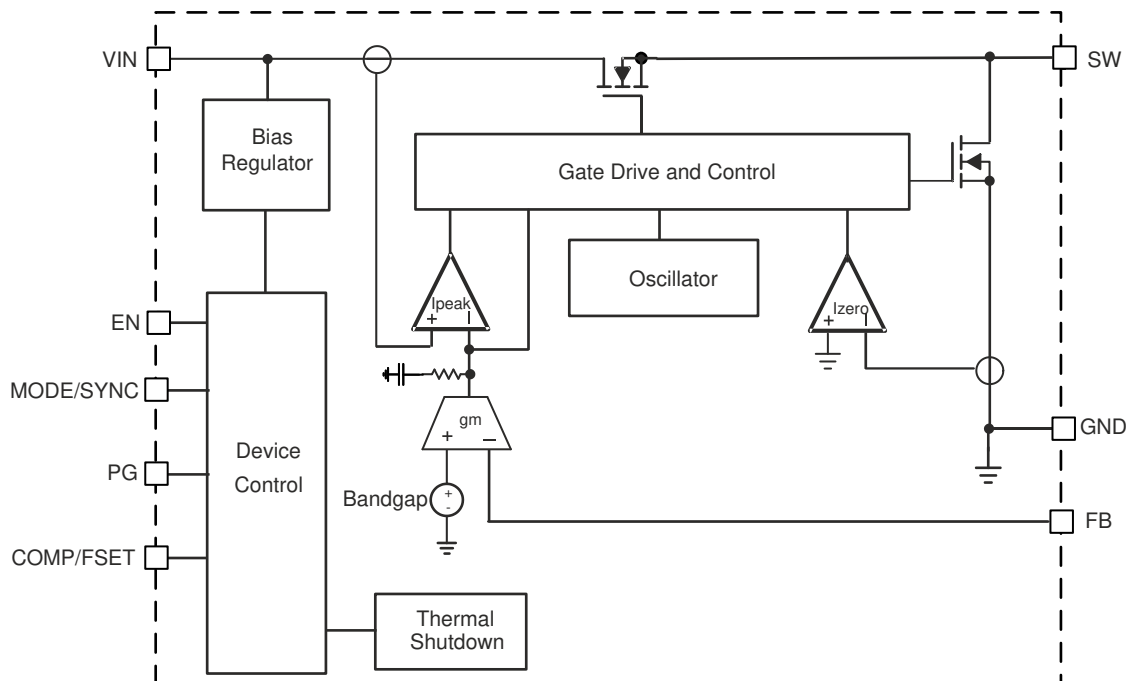 VIN
SW
Bias
Regulator
Gate Drive and Control
Oscillator
Ipeak
+ –
Izero
+ –
EN
MODE/SYNC
PG
COMP/FSET
Device
Control
gm
+ –
Bandgap
+
-
GND
FB
Thermal
Shutdown